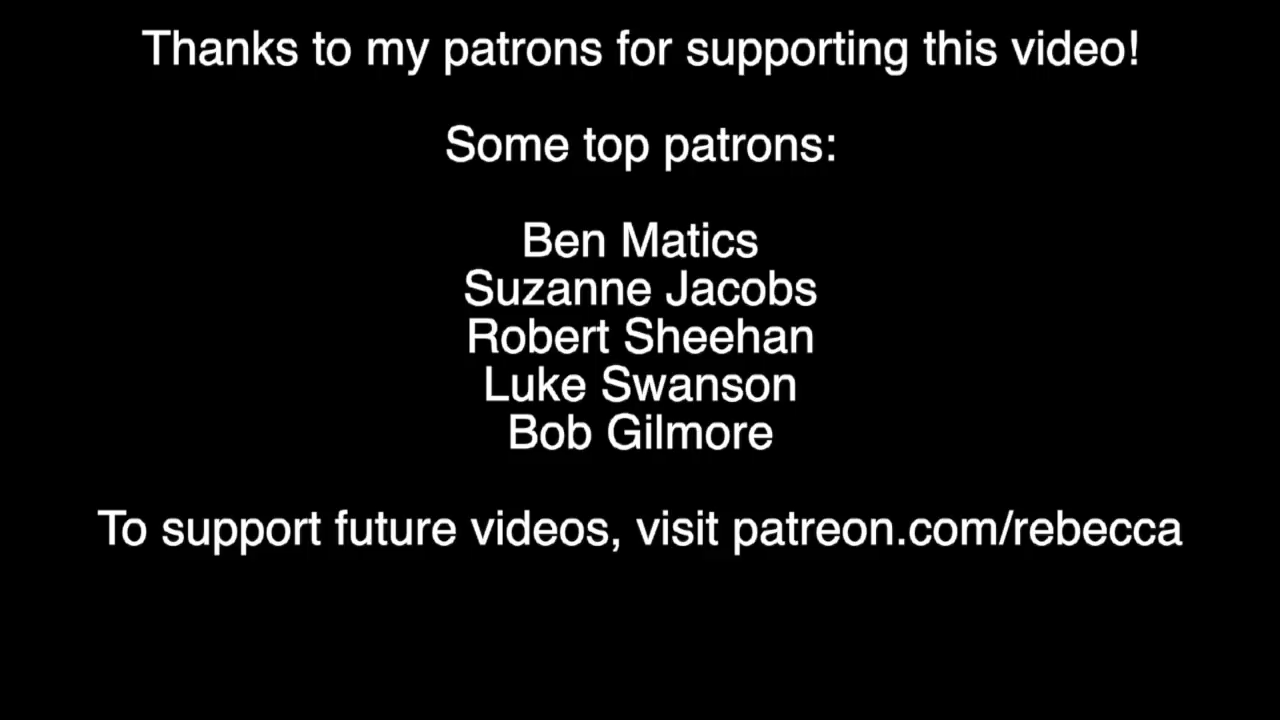 Thanks to my patrons for supporting this video!
Some top patrons:
Ben Matics
Suzanne Jacobs
Robert Sheehan
Luke Swanson
Bob Gilmore
To support future videos, visit patreon.com/rebecca